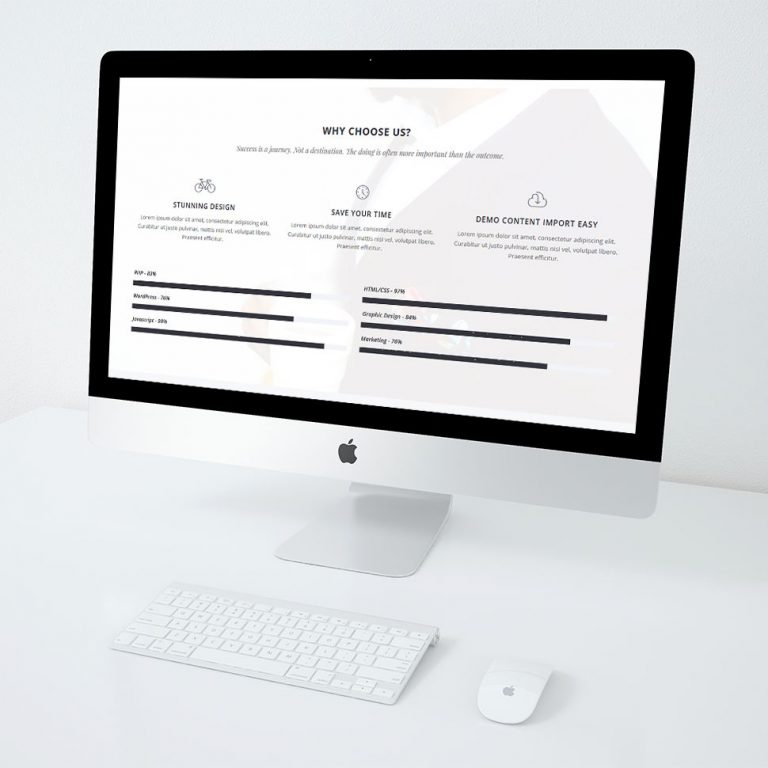 WHY CHOOSE US?
Success is a journey. Not a destination. The doing is often more important than the outcome.
STUNNING DESIGN
Lorem ipsum dolor sit amet, consectetur adipiscing elit.
Curabitur ut justo pulvinar, mattis nisl vel, volutpat libero.
Praesent efficitur.
SAVE YOUR TIME
Lorem ipsum dolor sit amet, consectetur adipiscing elit.
Curabitur ut justo pulvinar, mattis nisl vel, volutpat libero.
Praesent efficitur.
DEMO CONTENT IMPORT EASY
Lorem ipsum dolor sit amet, consectetur adipiscing elit.
Curabitur ut justo pulvinar, mattis nisl vel, volutpat libero.
Praesent efficitur.
PHP - 83%
WordPress - 76%
Javascript - 90%
HTML/CSS - 97%
Graphic Design - 84%
Marketing - 76%